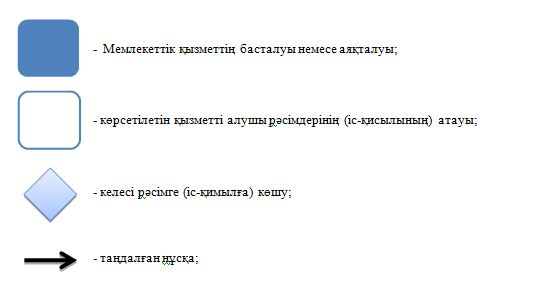 - Мемлекеттік қызметтің басталуы немесе аяқталуы;
- көрсетілетін қызметті алушы рәсімдерінің (іс-қисылының) атауы;
- келесі рәсімге (іс-қимылға) көшу;
- таңдалған нұсқа;